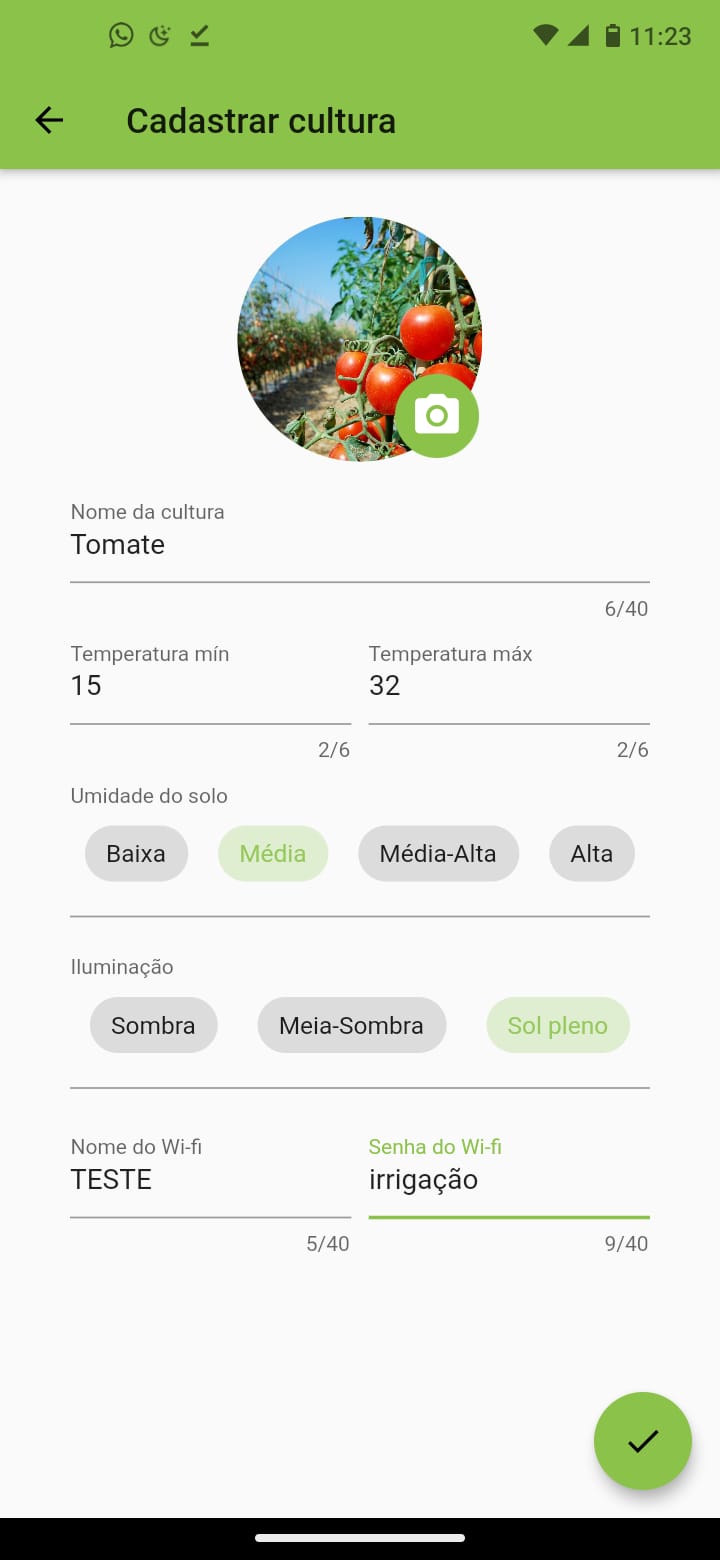 11:23
Cadastrar cultura
Nome da cultura
Tomate
6/40
Temperatura mín Temperatura máx
15 32
2/6 2/6
Umidade do solo
Baixa Média Média-Alta Alta
Iluminação
Sombra Meia-Sombra Sol pleno
Nome do Wi-fi Senha do Wi-fi
TESTE irrigação
5/40 9/40